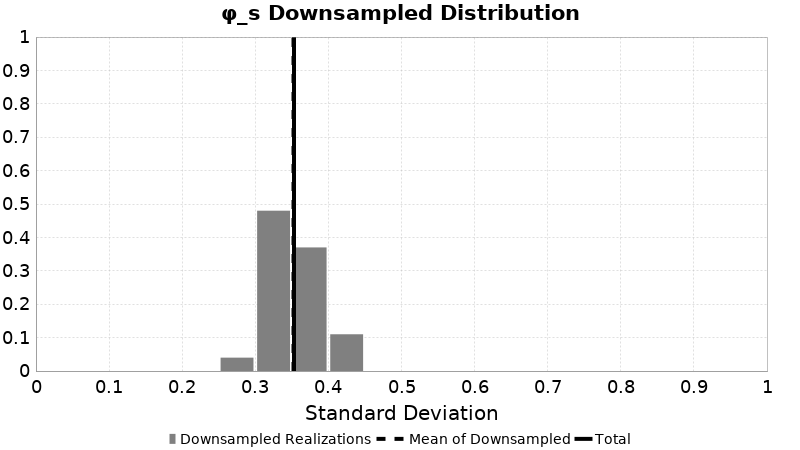 φ_s Downsampled Distribution
1
0.9
0.8
0.7
0.6
0.5
0.4
0.3
0.2
0.1
0
0 0.1 0.2 0.3 0.4 0.5 0.6 0.7 0.8 0.9 1
Standard Deviation
Downsampled Realizations Mean of Downsampled Total